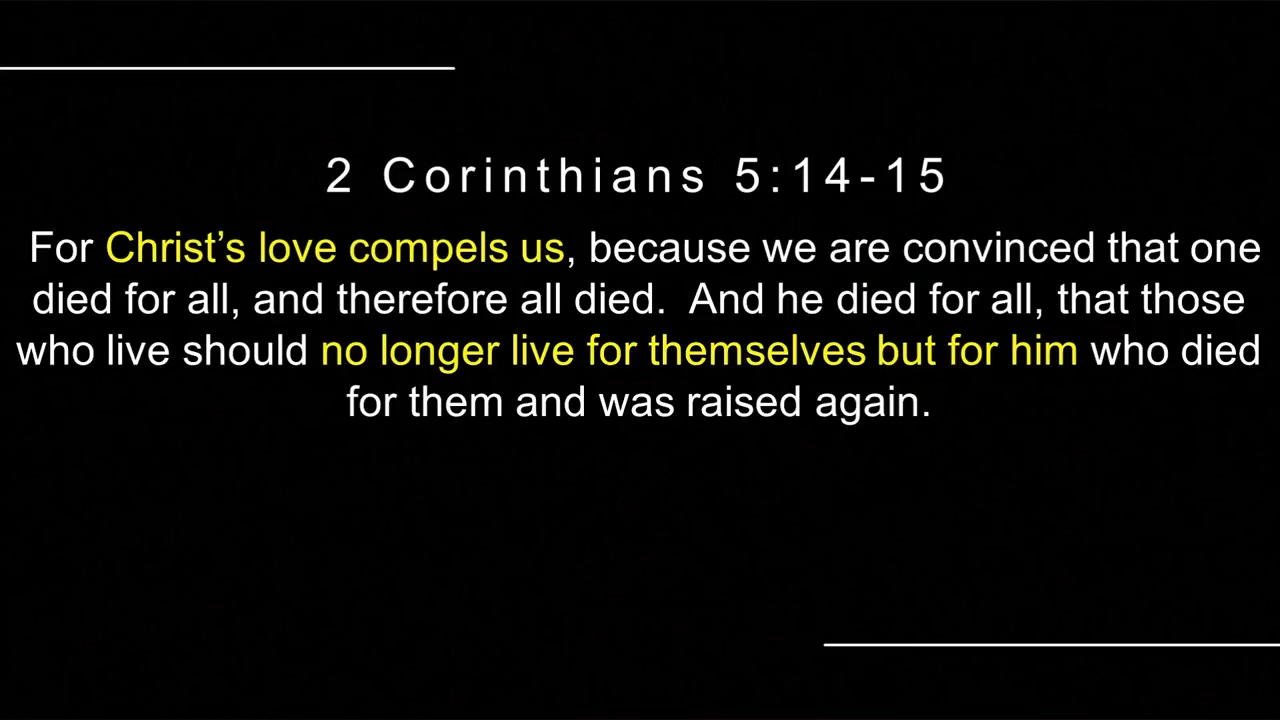 2 Corinthians 5:14-15
For Christ’s love compels us, because we are convinced that one
died for all, and therefore all died.  And he died for all, that those
who live should no longer live for themselves but for him who died
for them and was raised again.